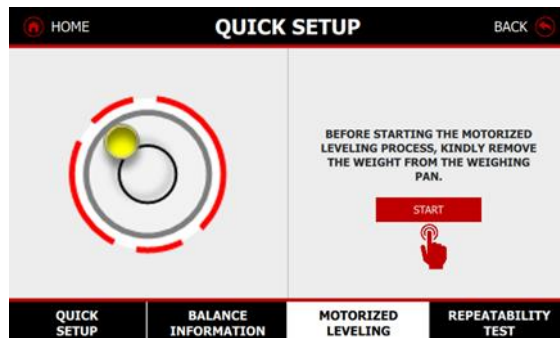 HOME
QUICK SETUP
BACK
BEFORE STARTING THE MOTORIZED
LEVELING PROCESS, KINDLY REMOVE
THE WEIGHT FROM THE WEIGHING
PAN.
START
QUICK
SETUP
BALANCE
INFORMATION
MOTORIZED
LEVELING
REPEATABILITY
TEST